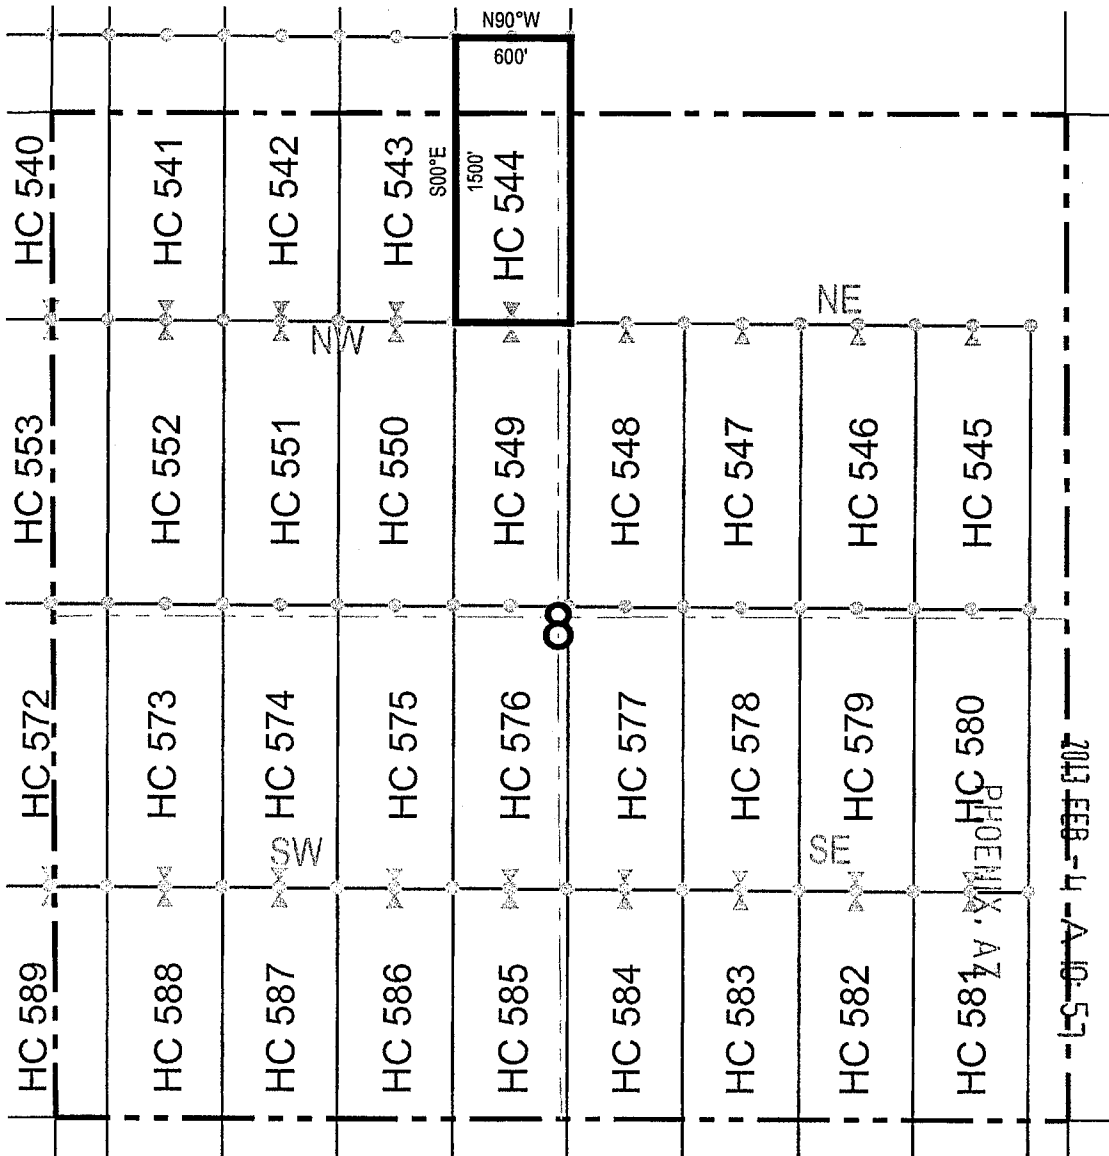 N90°W
600'
HC 540
HC 541
HC 542
HC 543
S00°E
1500'
HC 544
NW
NE
HC 553
HC 552
HC 551
HC 550
HC 549
HC 548
HC 547
HC 546
HC 545
8
HC 572
HC 573
HC 574
HC 575
HC 576
HC 577
HC 578
HC 579
HC 580
SW
SE
HC 589
HC 588
HC 587
HC 586
HC 585
HC 584
HC 583
HC 582
HC 581
PHOENIX, AZ
2013 FEB -4 A 10: 57